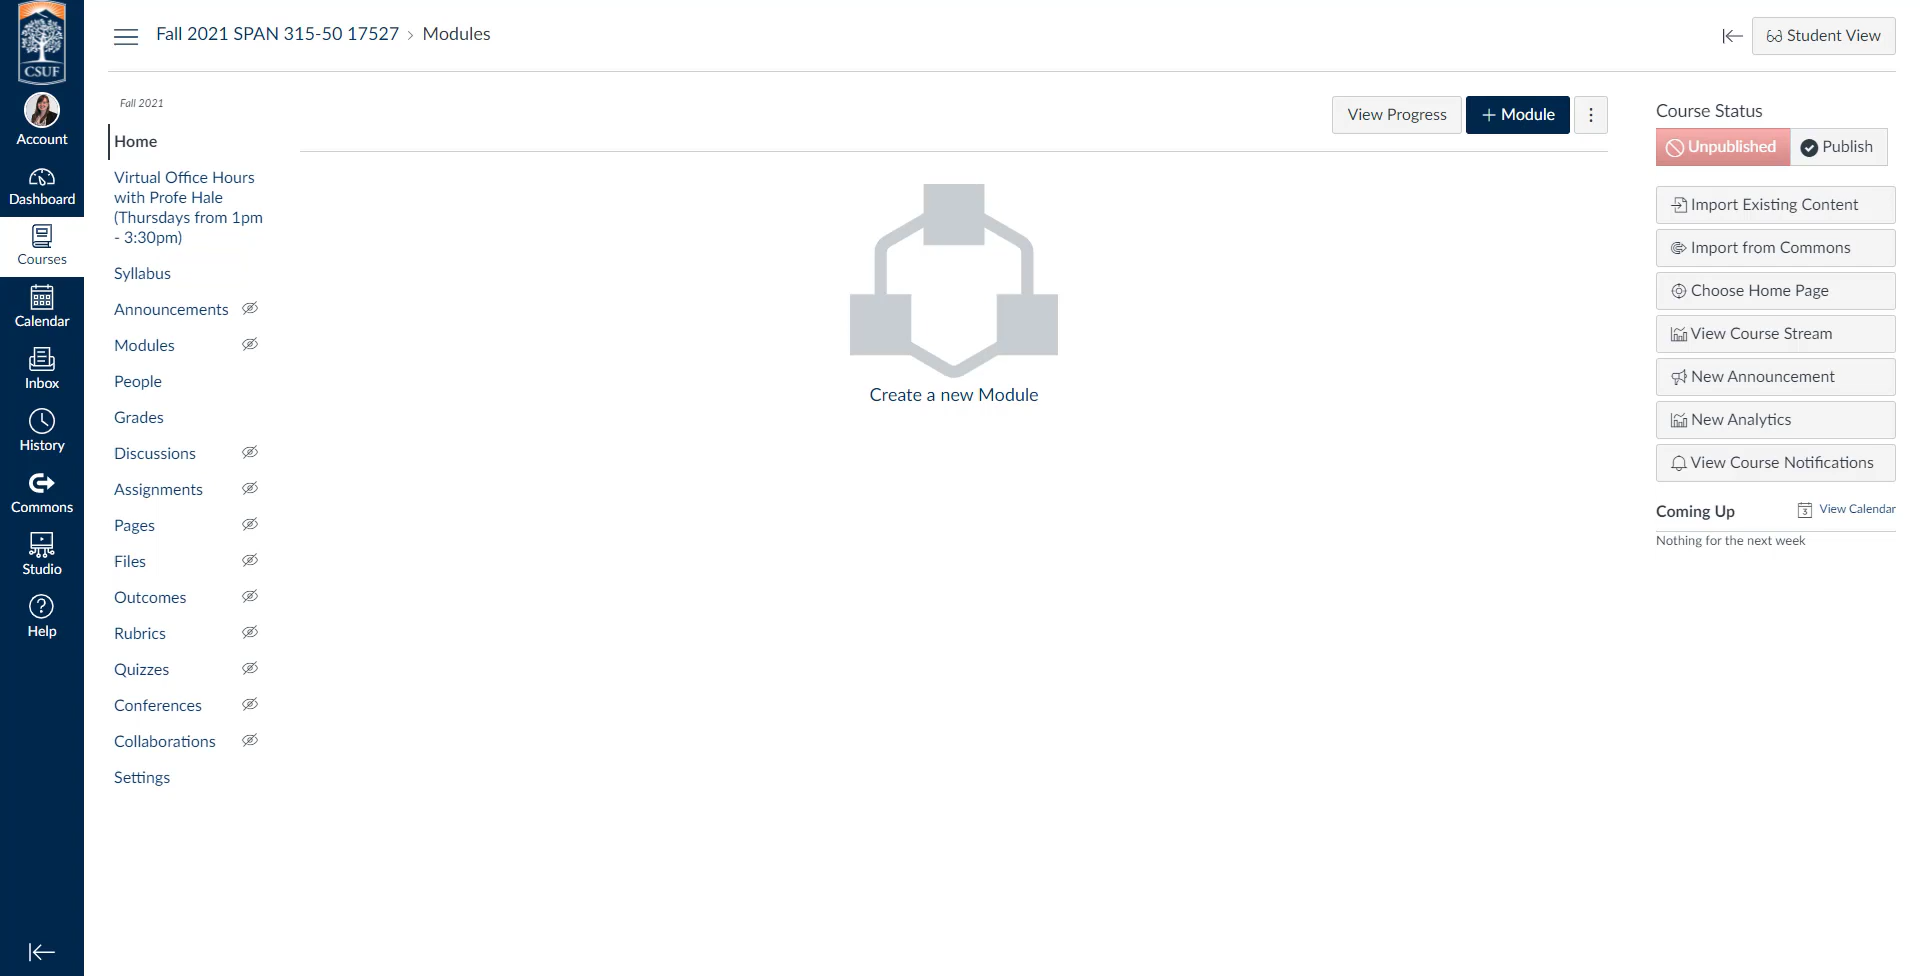 CSUF
Account
Dashboard
Courses
Calendar
Inbox
History
Commons
Studio
Help
Fall 2021 SPAN 315-50 17527 › Modules
Student View
Fall 2021
Home
Virtual Office Hours
with Profe Hale
(Thursdays from 1pm
- 3:30pm)
Syllabus
Announcements
Modules
People
Grades
Discussions
Assignments
Pages
Files
Outcomes
Rubrics
Quizzes
Conferences
Collaborations
Settings
View Progress
+ Module
Create a new Module
Course Status
Unpublished
Publish
Import Existing Content
Import from Commons
Choose Home Page
View Course Stream
New Announcement
New Analytics
View Course Notifications
Coming Up
3 View Calendar
Nothing for the next week